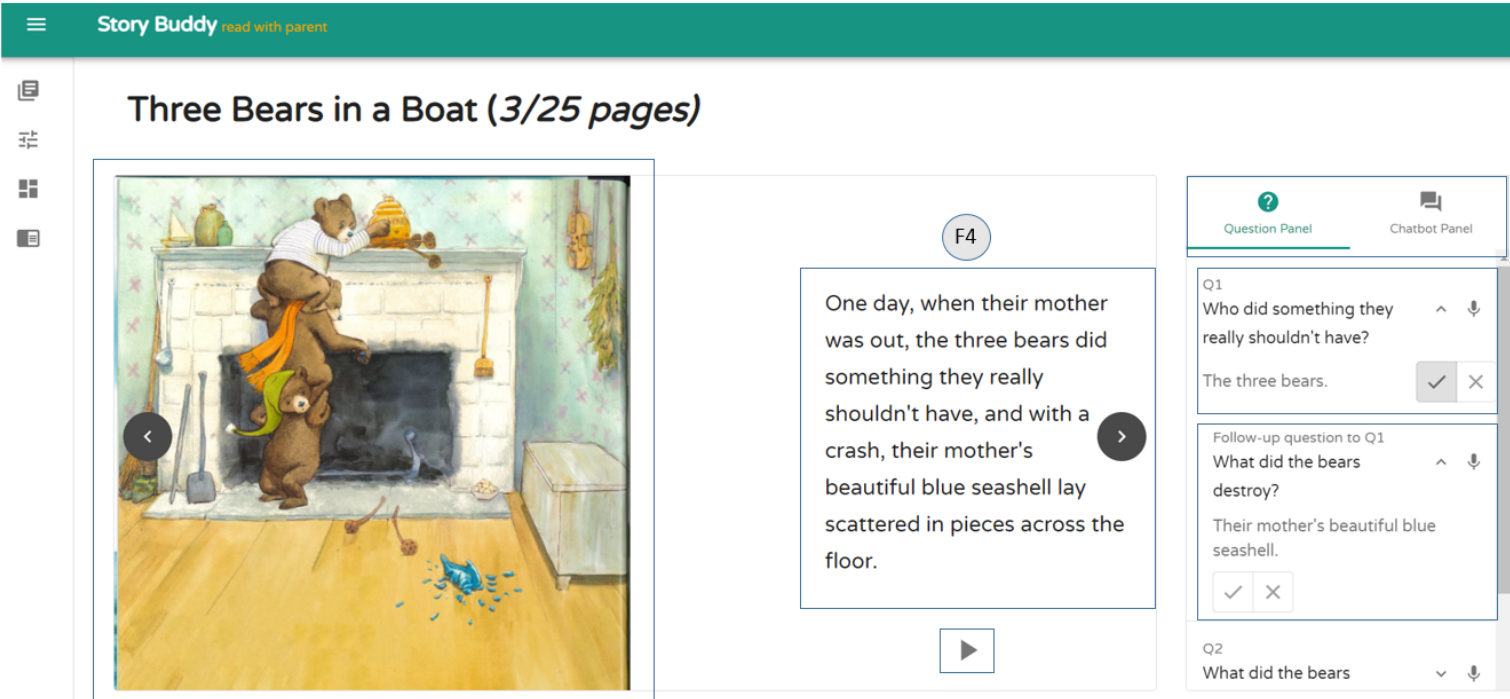 Story Buddy read with parent
Three Bears in a Boat (3/25 pages)
F4
One day, when their mother
was out, the three bears did
something they really
shouldn't have, and with a
crash, their mother's
beautiful blue seashell lay
scattered in pieces across the
floor.
Question Panel
Chatbot Panel
Q1
Who did something they
really shouldn't have?
The three bears.
Follow-up question to Q1
What did the bears
destroy?
Their mother's beautiful blue
seashell.
Q2
What did the bears